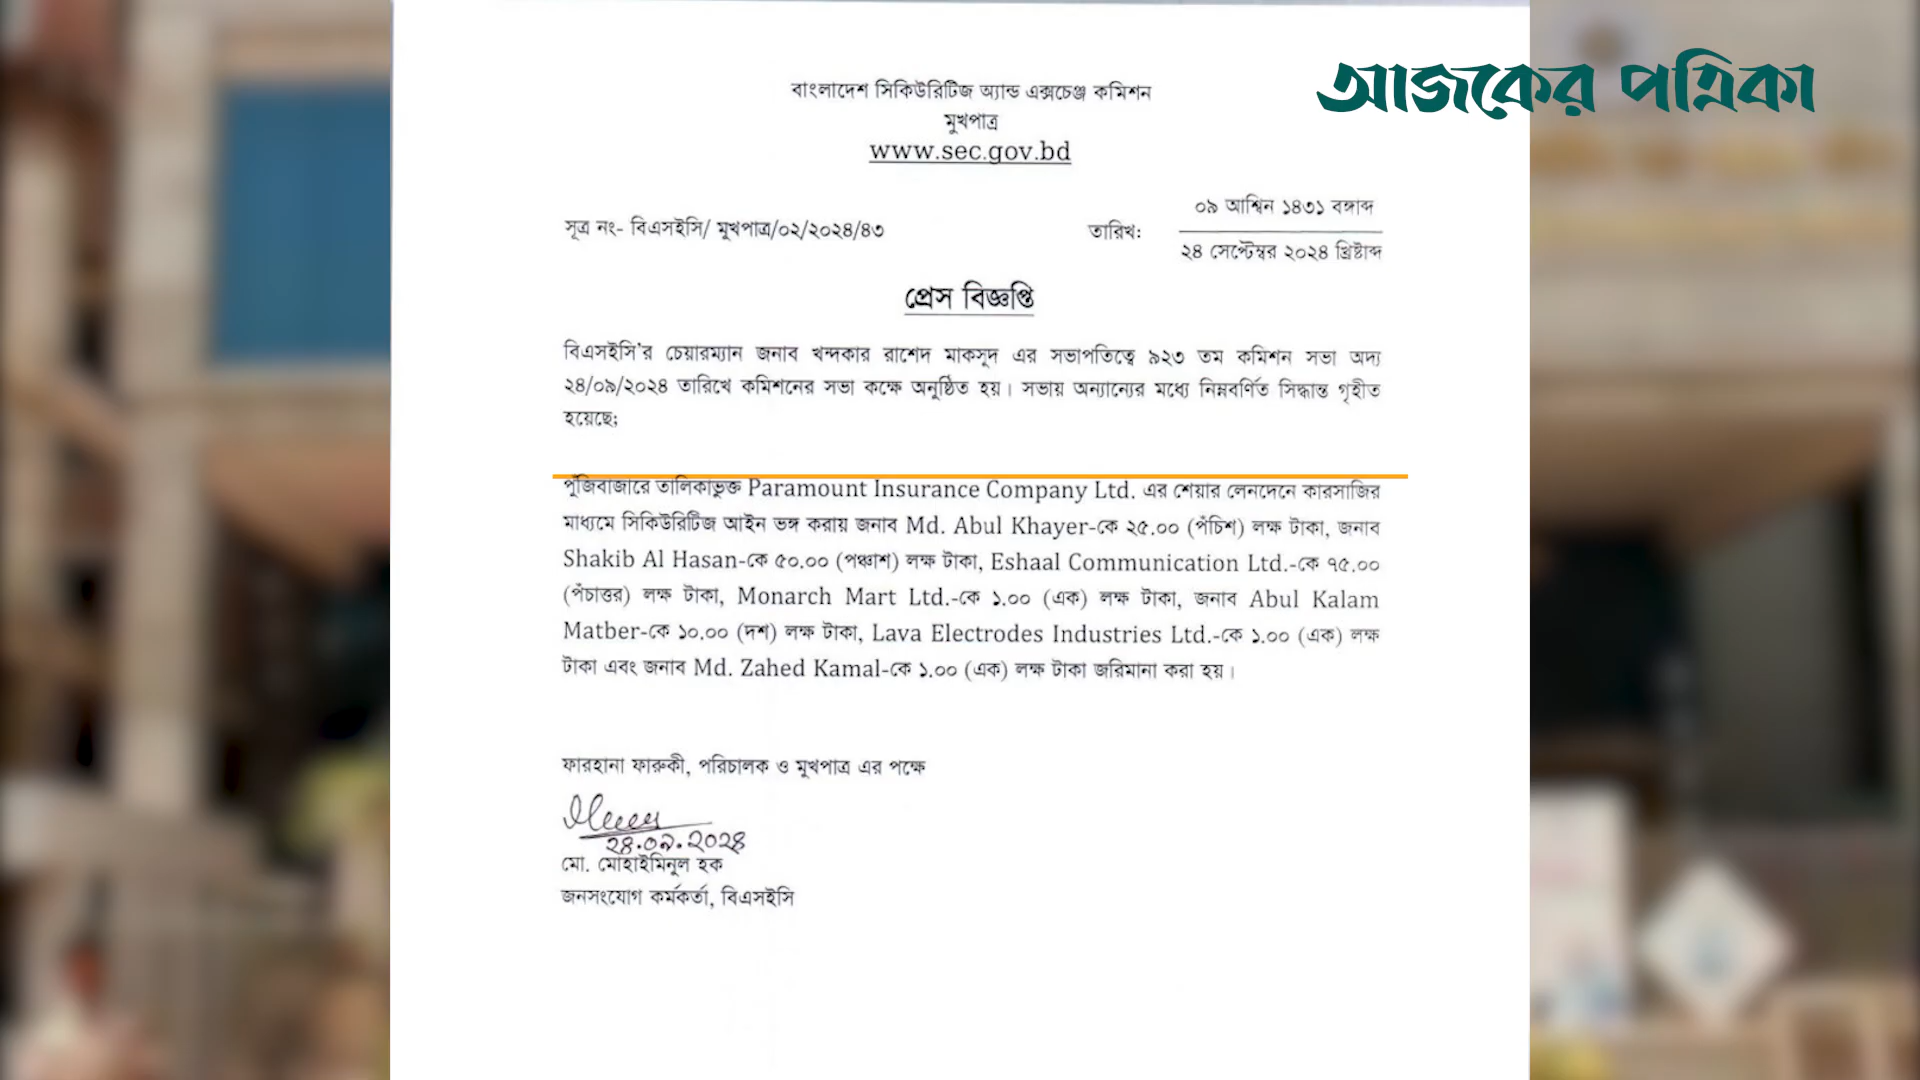 আজকের পত্রিকা
বাংলাদেশ সিকিউরিটিজ অ্যান্ড এক্সচেঞ্জ কমিশন
মুখপাত্র
www.sec.gov.bd
সূত্র নং- বিএসইসি/ মুখপাত্র/০২/২০২৪/৪৩
তারিখ:
০৯ আশ্বিন ১৪৩১ বঙ্গাব্দ
২৪ সেপ্টেম্বর ২০২৪ খ্রিষ্টাব্দ
প্রেস বিজ্ঞপ্তি
বিএসইসি'র চেয়ারম্যান জনাব খন্দকার রাশেদ মাকসুদ এর সভাপতিত্বে ৯২৩ তম কমিশন সভা অদ্য
২৪/০৯/২০২৪ তারিখে কমিশনের সভা কক্ষে অনুষ্ঠিত হয়। সভায় অন্যান্যের মধ্যে নিম্নবর্ণিত সিদ্ধান্ত গৃহীত
হয়েছে;
পুঁজিবাজারে তালিকাভুক্ত Paramount Insurance Company Ltd. এর শেয়ার লেনদেনে কারসাজির
মাধ্যমে সিকিউরিটিজ আইন ভঙ্গ করায় জনাব Md. Abul Khayer-কে ২৫.০০ (পঁচিশ) লক্ষ টাকা, জনাব
Shakib Al Hasan-কে ৫০.০০ (পঞ্চাশ) লক্ষ টাকা, Eshaal Communication Ltd.-কে ৭৫.০০
(পঁচাত্তর) লক্ষ টাকা, Monarch Mart Ltd.-কে ১.০০ (এক) লক্ষ টাকা, জনাব Abul Kalam
Matber-কে ১০.০০ (দশ) লক্ষ টাকা, Lava Electrodes Industries Ltd.-কে ১.০০ (এক) লক্ষ
টাকা এবং জনাব Md. Zahed Kamal-কে ১.০০ (এক) লক্ষ টাকা জরিমানা করা হয়।
ফারহানা ফারুকী, পরিচালক ও মুখপাত্র এর পক্ষে
২৪.০৯.২০২৪
মো. মোহাইমিনুল হক
জনসংযোগ কর্মকর্তা, বিএসইসি